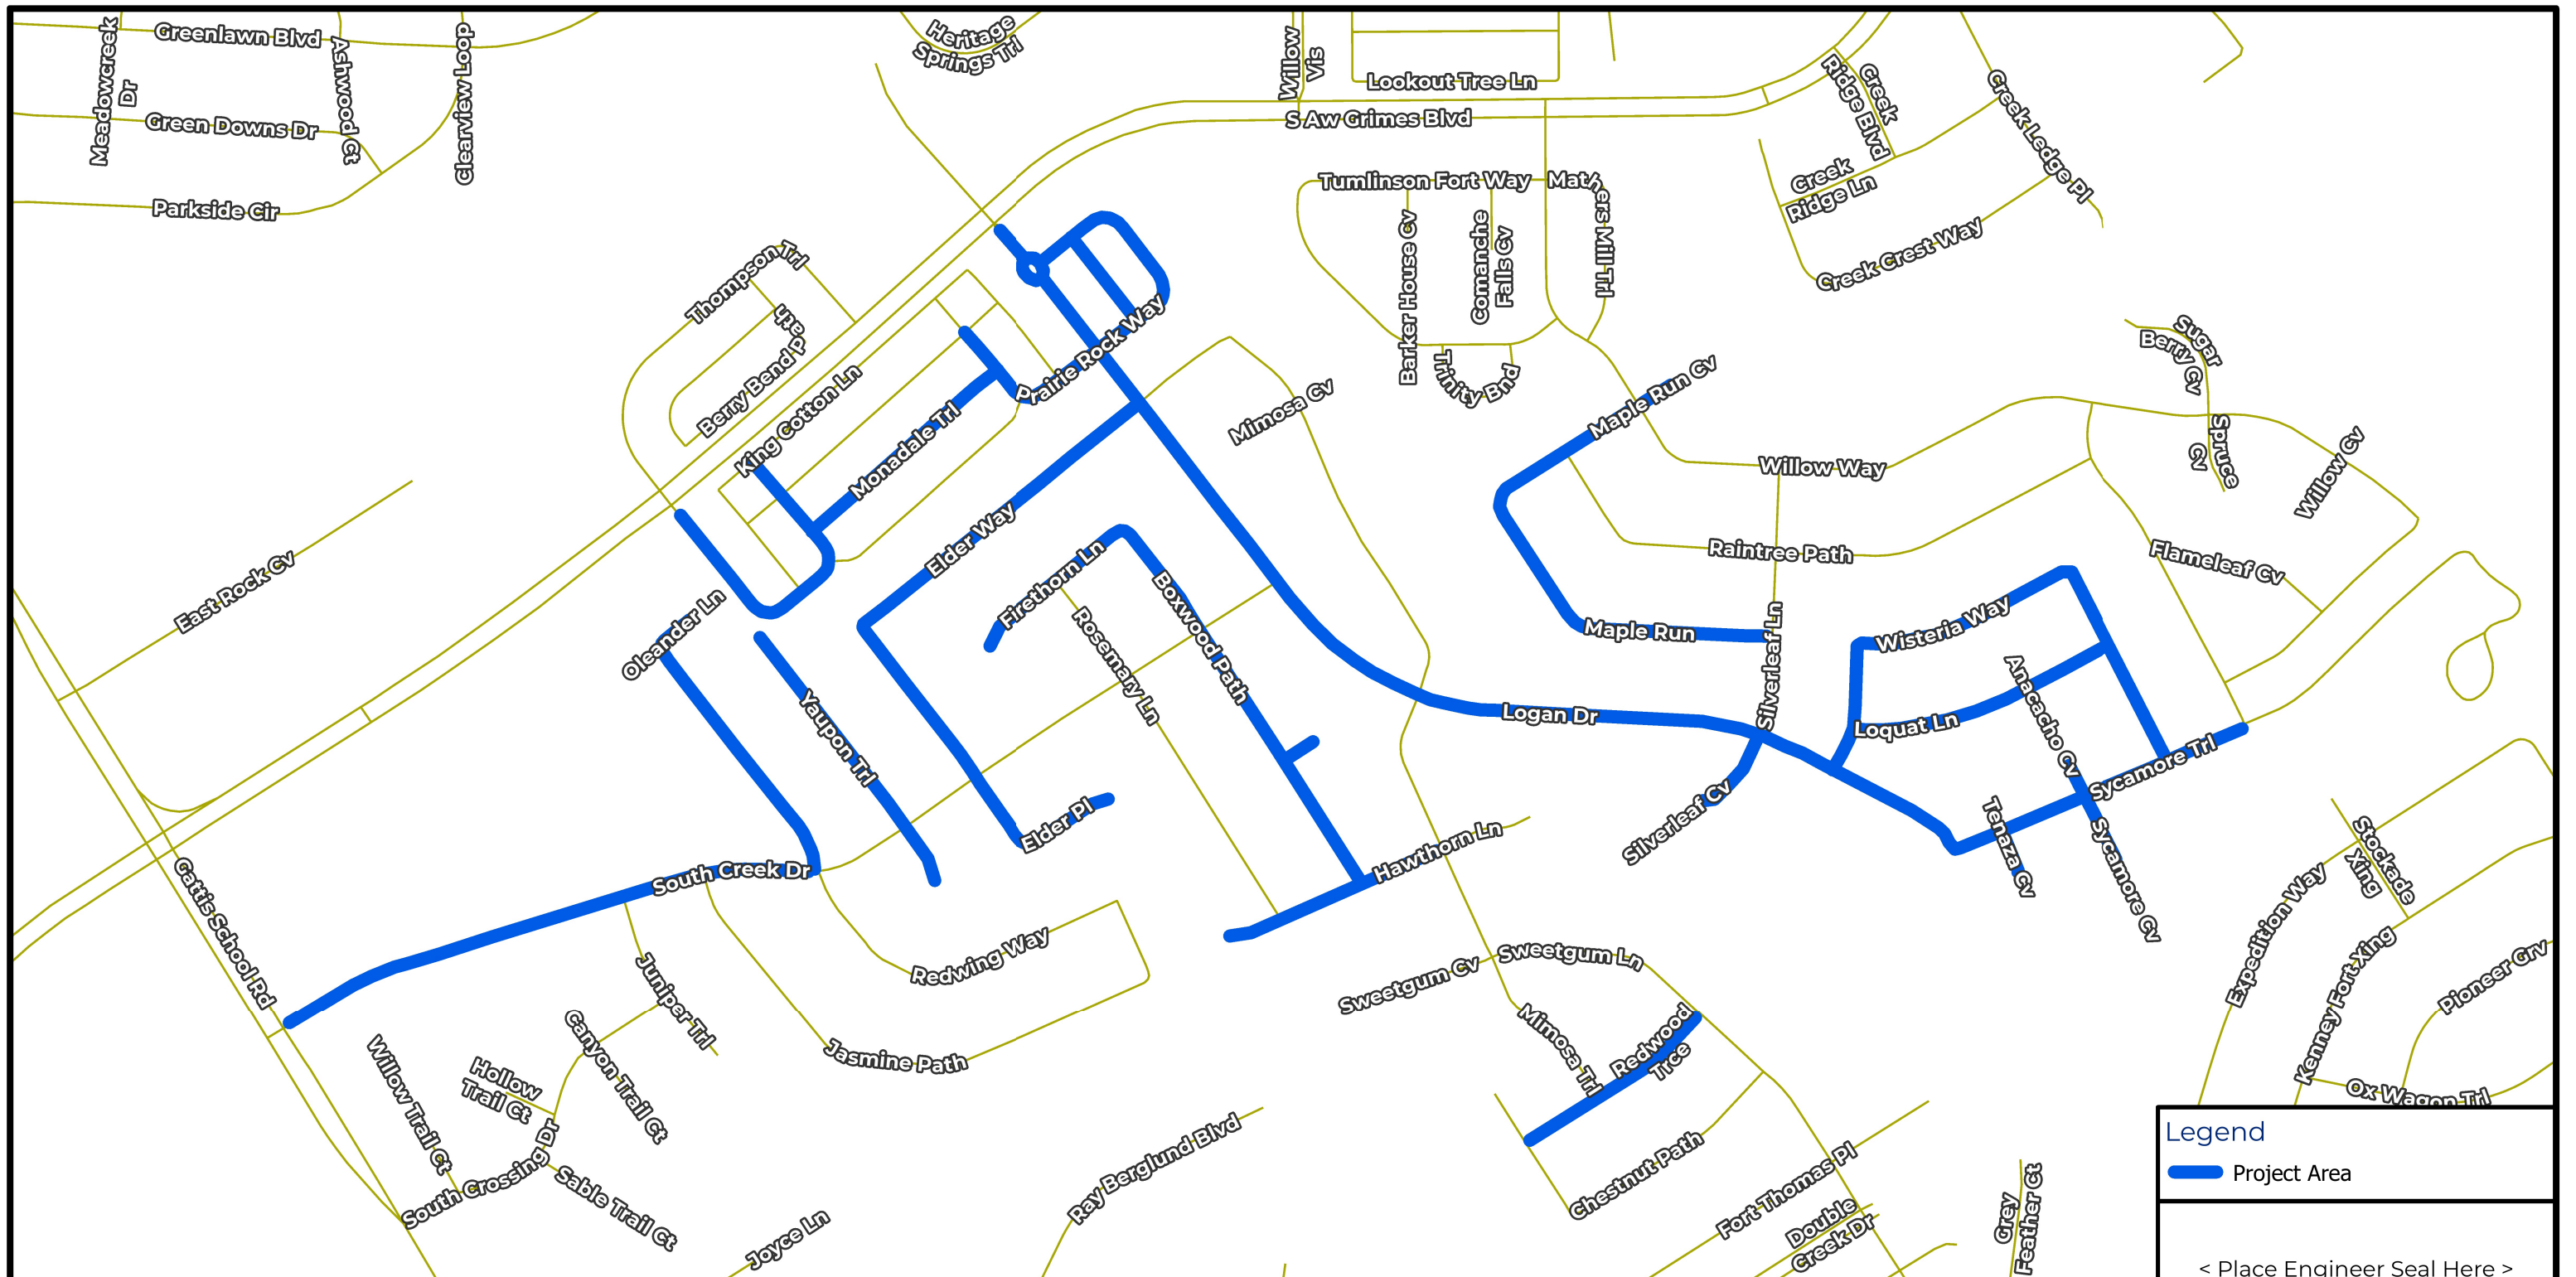 Greenlawn Blvd
Meadowcreek
Dr
Ashwood Ct
Clearview Loop
Green Downs Dr
Parkside Cir
Heritage
Springs Trl
Willow
Vis
Lookout Tree Ln
S Aw Grimes Blvd
Creek
Ridge Blvd
Creek Ledge Pl
Creek
Ridge Ln
Creek Crest Way
Tumlinson Fort Way
Mathers Mill Trl
Barker House Cv
Comanche
Falls Cv
Trinity Bnd
Thompson Trl
Berry Bend Path
King Cotton Ln
Monadale Trl
Prairie Rock Way
Mimosa Cv
Maple Run Cv
Sugar
Berry Cv
Spruce
Cv
Willow Cv
Willow Way
Raintree Path
Flameleaf Cv
East Rock Cv
Elder Way
Firethorn Ln
Boxwood Path
Rosemary Ln
Oleander Ln
Yaupon Trl
Maple Run
Silverleaf Ln
Wisteria Way
Loquat Ln
Anacacho Cv
Logan Dr
Sycamore Trl
Silverleaf Cv
Tenaza Cv
Sycamore Cv
Elder Pl
Hawthorn Ln
South Creek Dr
Gattis School Rd
Redwing Way
Juniper Trl
Jasmine Path
Canyon Trail Ct
Hollow
Trail Ct
Willow Trail Ct
South Crossing Dr
Sable Trail Ct
Joyce Ln
Ray Berglund Blvd
Sweetgum Cv
Sweetgum Ln
Mimosa Trl
Redwood
Trce
Chestnut Path
Fort Thomas Pl
Double
Creek Dr
Grey
Feather Ct
Stockade
Xing
Expedition Way
Kenney Fort Xing
Pioneer Grv
Ox Wagon Trl
Legend
Project Area
< Place Engineer Seal Here >